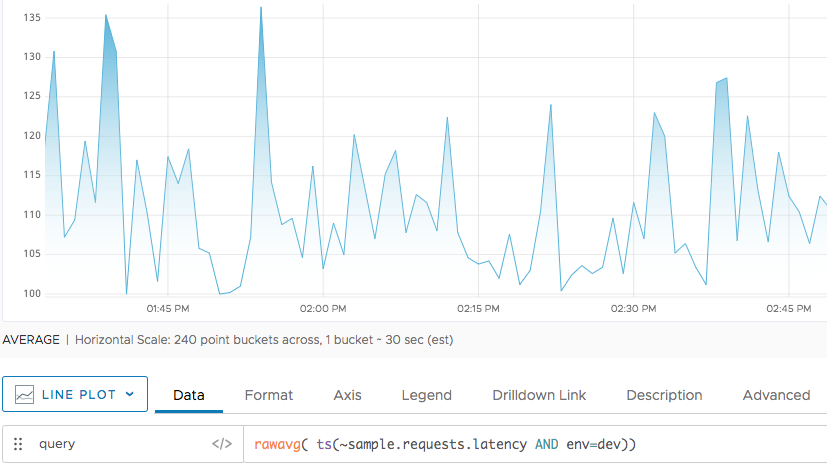 135
130
125
120
115
110
105
100
01:45 PM 02:00 PM 02:15 PM 02:30 PM 02:45 PM
AVERAGE | Horizontal Scale: 240 point buckets across, 1 bucket ~ 30 sec (est)
LINE PLOT Data Format Axis Legend Drilldown Link Description Advanced
query </> rawavg( ts(~sample.requests.latency AND env=dev))